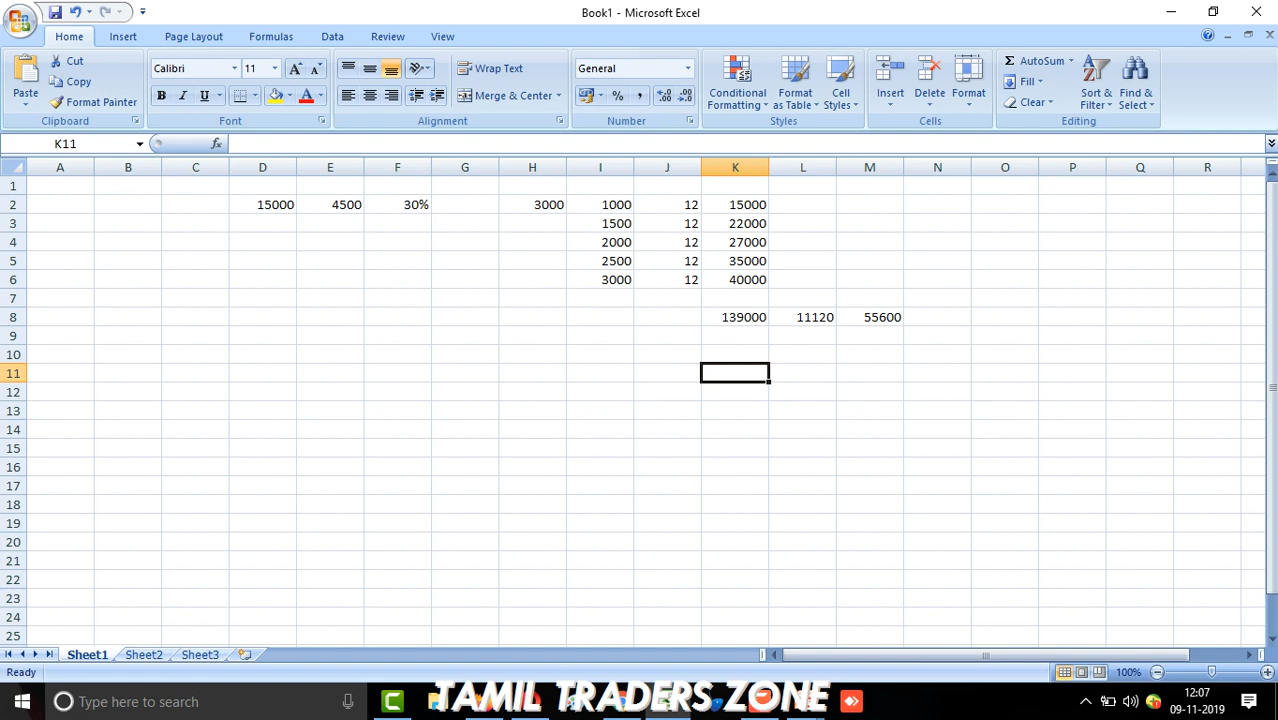 Book1 - Microsoft Excel
Home Insert Page Layout Formulas Data Review View
Paste
Cut
Copy
Format Painter
Clipboard
Calibri 11
B I U
Font
Wrap Text
Merge & Center
Alignment
General
% ,
Number
Conditional Formatting
Format as Table
Cell Styles
Styles
Insert Delete Format
Cells
Σ AutoSum
Fill
Clear
Sort & Filter
Find & Select
Editing
K11 fx
A B C D E F G H I J K L M N O P Q R
1
2 15000 4500 30% 3000 1000 12 15000
3 1500 12 22000
4 2000 12 27000
5 2500 12 35000
6 3000 12 40000
7
8 139000 11120 55600
9
10
11
12
13
14
15
16
17
18
19
20
21
22
23
24
25
Sheet1 Sheet2 Sheet3
Ready 100%
Type here to search
TAMIL TRADERS ZONE
12:07
09-11-2019